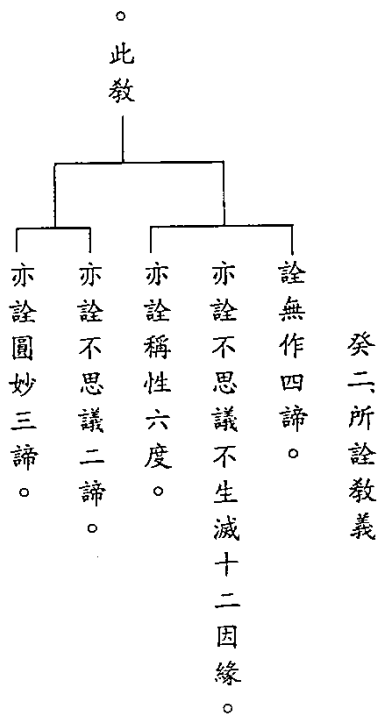 癸二、所詮教義
詮無作四諦。
亦詮不思議不生滅十二因緣。
亦詮稱性六度。
亦詮不思議二諦。
亦詮圓妙三諦。
。此教